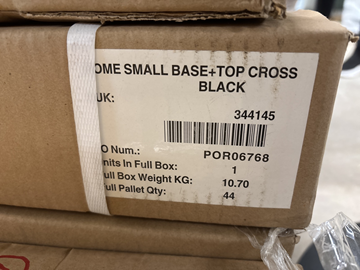 OME SMALL BASE+TOP CROSS
BLACK
UK:
344145
O Num.: POR06768
nits In Full Box: 1
ull Box Weight KG: 10.70
ull Pallet Qty: 44